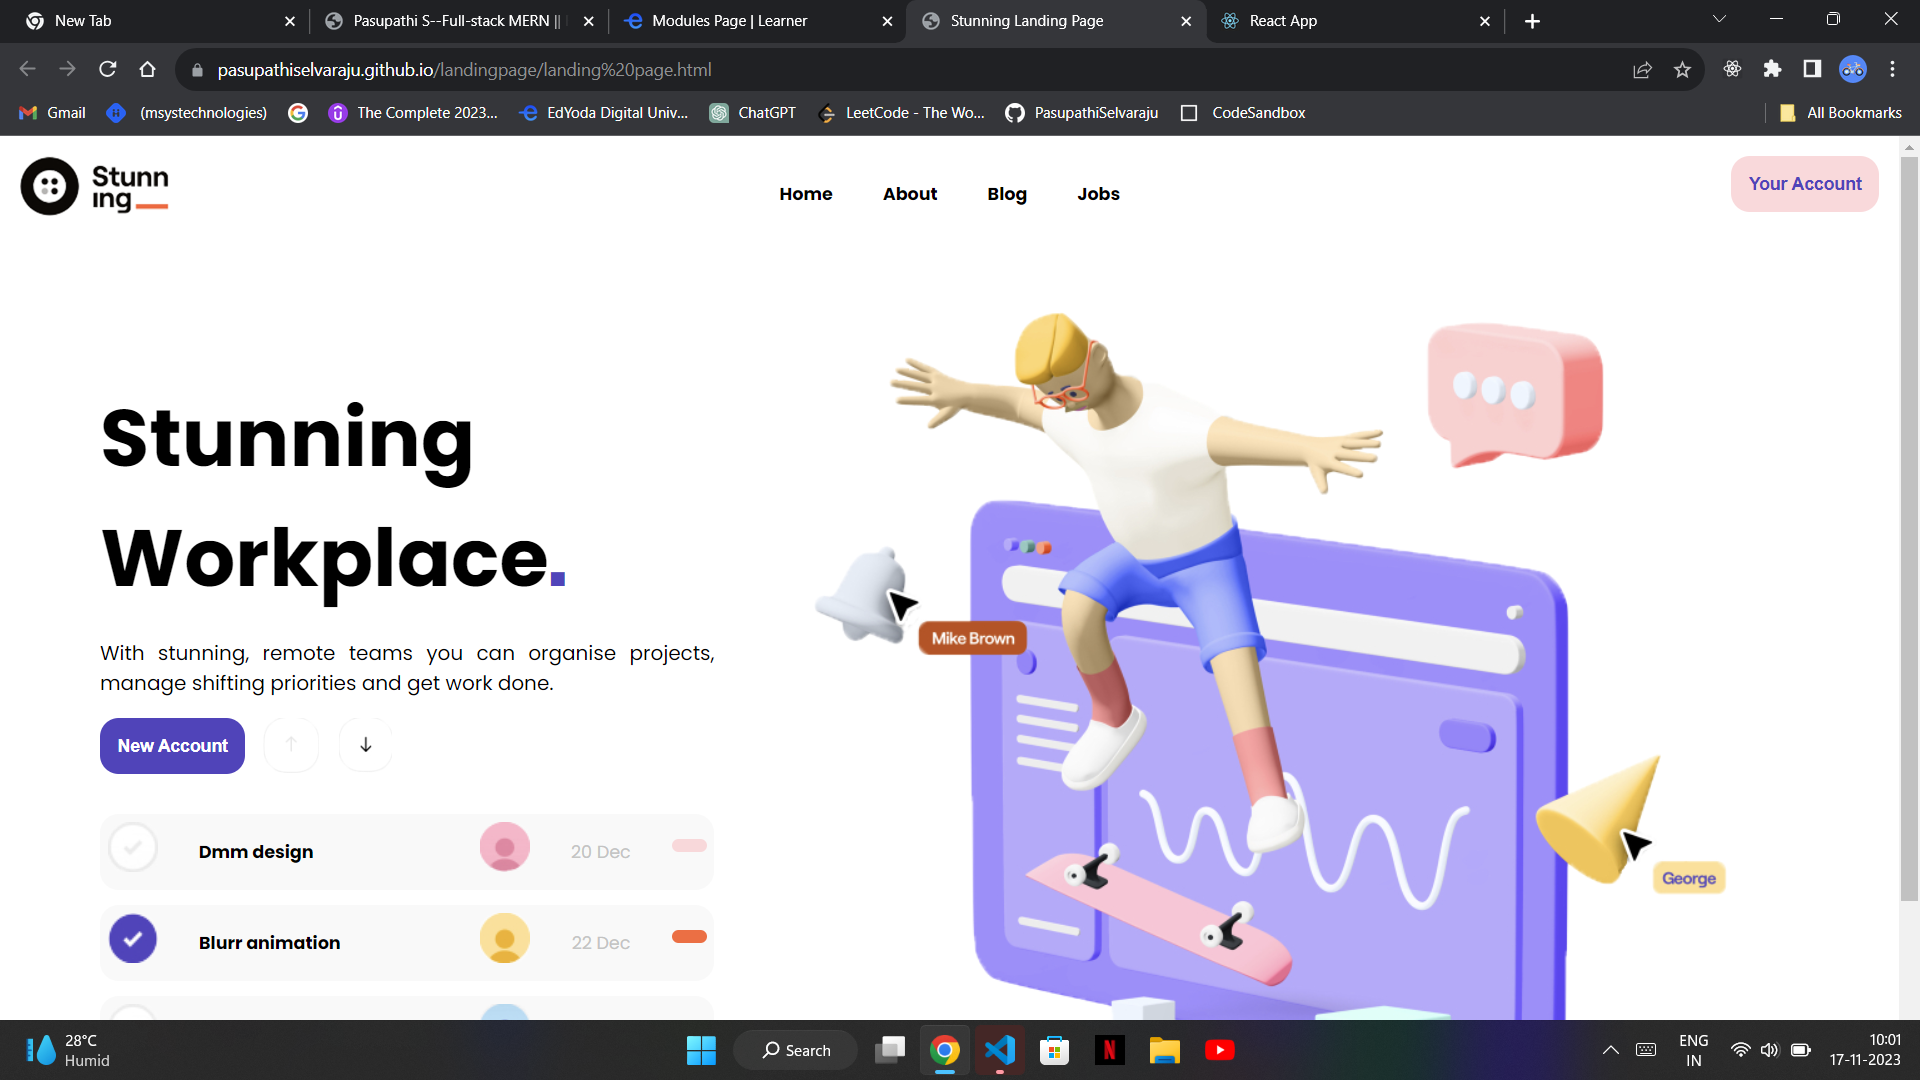 New Tab
Pasupathi S--Full-stack MERN ||
Modules Page | Learner
Stunning Landing Page
React App
pasupathiselvaraju.github.io/landingpage/landing%20page.html
Gmail
(msystechnologies)
The Complete 2023...
EdYoda Digital Univ...
ChatGPT
LeetCode - The Wo...
PasupathiSelvaraju
CodeSandbox
All Bookmarks
Stunn
ing
Home
About
Blog
Jobs
Your Account
Stunning
Workplace.
With stunning, remote teams you can organise projects,
manage shifting priorities and get work done.
New Account
Dmm design
20 Dec
Blurr animation
22 Dec
Mike Brown
George
28°C
Humid
Search
ENG
IN
10:01
17-11-2023